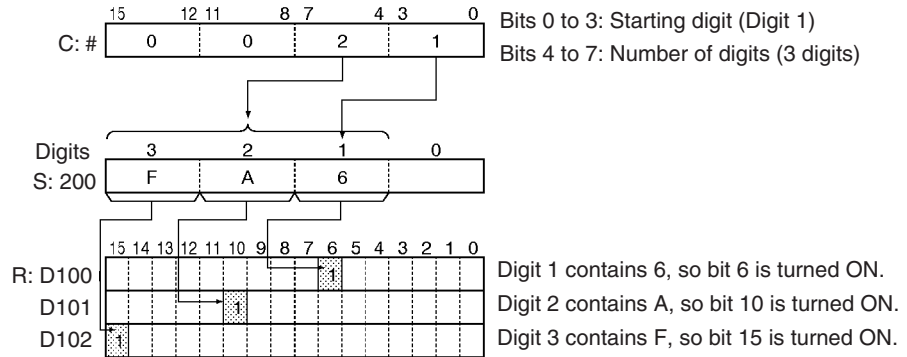 15 12 11 8 7 4 3 0
Bits 0 to 3: Starting digit (Digit 1)
C: # 0 0 2 1
Bits 4 to 7: Number of digits (3 digits)
Digits 3 2 1 0
S: 200 F A 6
15 14 13 12 11 10 9 8 7 6 5 4 3 2 1 0
R: D100 1 Digit 1 contains 6, so bit 6 is turned ON.
D101 1 Digit 2 contains A, so bit 10 is turned ON.
D102 1 Digit 3 contains F, so bit 15 is turned ON.